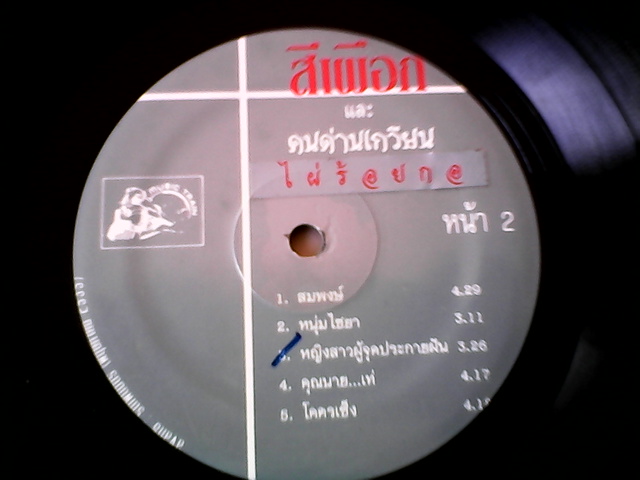 สีเผือก
และ
คนด่านเกวียน
ไผ่ร้อยกอ
หน้า 2
MUSIC TRAIN
1. สมพงษ์ 4.29
2. หนุ่มไชยา 3.11
3. หญิงสาวผู้จุดประกายฝัน 3.26
4. คุณนาย...เท่ 4.17
5. โคครเซ็ง